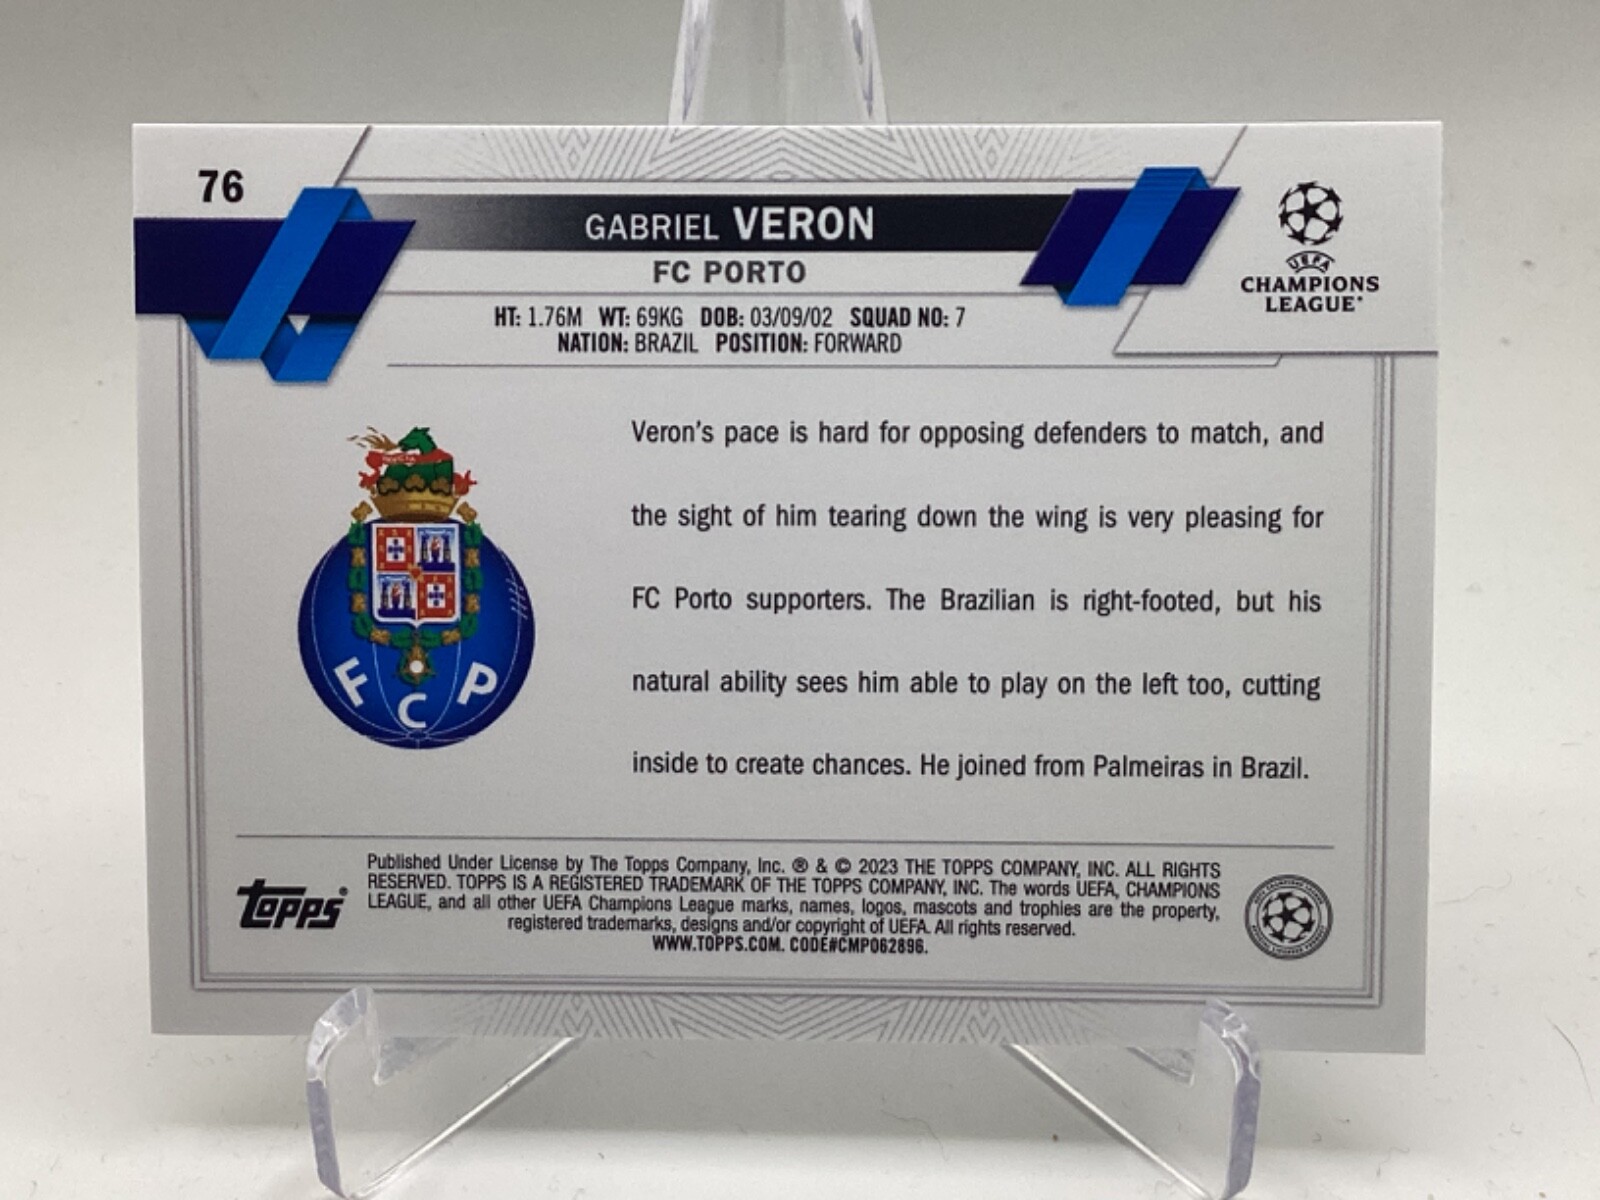 76
GABRIEL VERON
FC PORTO
HT: 1.76M WT: 69KG DOB: 03/09/02 SQUAD NO: 7
NATION: BRAZIL POSITION: FORWARD
UEFA
CHAMPIONS
LEAGUE®
Veron's pace is hard for opposing defenders to match, and
the sight of him tearing down the wing is very pleasing for
FC Porto supporters. The Brazilian is right-footed, but his
natural ability sees him able to play on the left too, cutting
inside to create chances. He joined from Palmeiras in Brazil.
F C P
topps®
Published Under License by The Topps Company, Inc. ® & © 2023 THE TOPPS COMPANY, INC. ALL RIGHTS
RESERVED. TOPPS IS A REGISTERED TRADEMARK OF THE TOPPS COMPANY, INC. The words UEFA, CHAMPIONS
LEAGUE, and all other UEFA Champions League marks, names, logos, mascots and trophies are the property,
registered trademarks, designs and/or copyright of UEFA. All rights reserved.
WWW.TOPPS.COM. CODE#CMP062896.